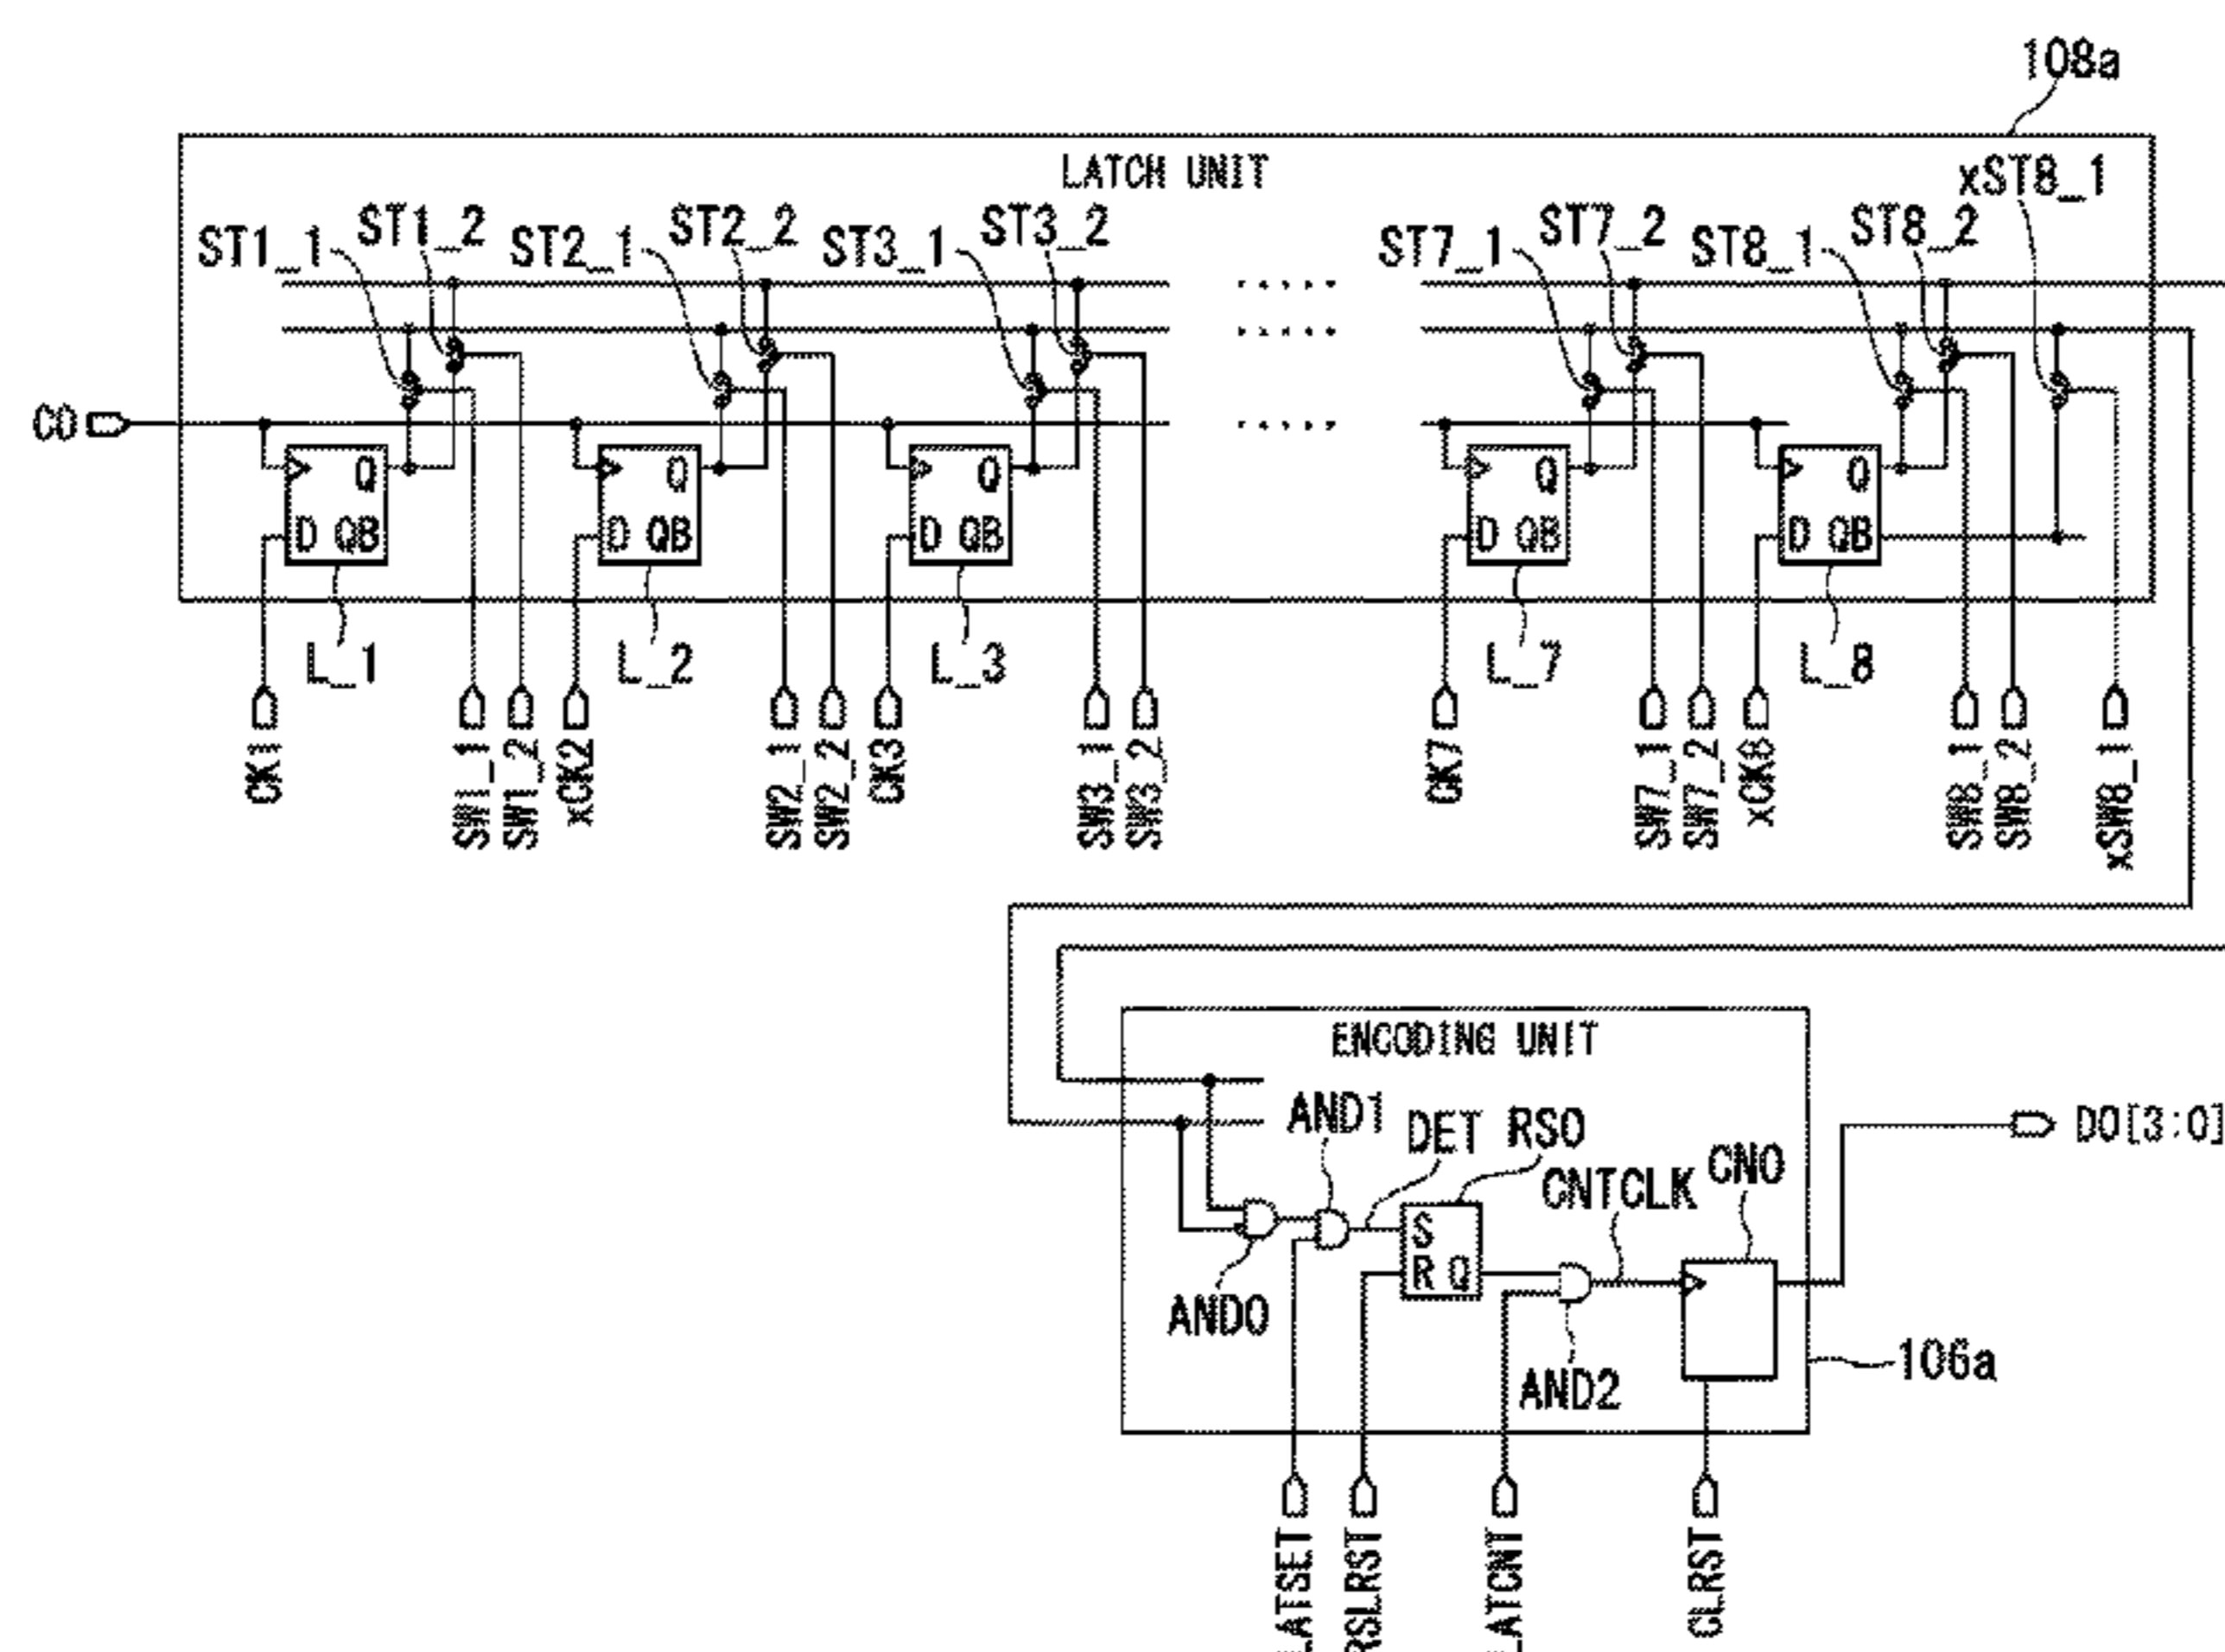 108a
LATCH UNIT
xST8_1
ST1_1
ST1_2
ST2_1
ST2_2
ST3_1
ST3_2
ST7_1
ST7_2
ST8_1
ST8_2
CO
Q
D QB
Q
D QB
Q
D QB
Q
D QB
Q
D QB
L_1
L_2
L_3
L_7
L_8
CK1
SW1_1
SW1_2
xCK2
SW2_1
SW2_2
CK3
SW3_1
SW3_2
CK7
SW7_1
SW7_2
xCK8
SW8_1
SW8_2
xSW8_1
ENCODING UNIT
AND1
DET
RS0
CNTCLK
CN0
DO[3:0]
S
R Q
AND0
AND2
106a
LATSET
RSLRST
LATCNT
CLRST